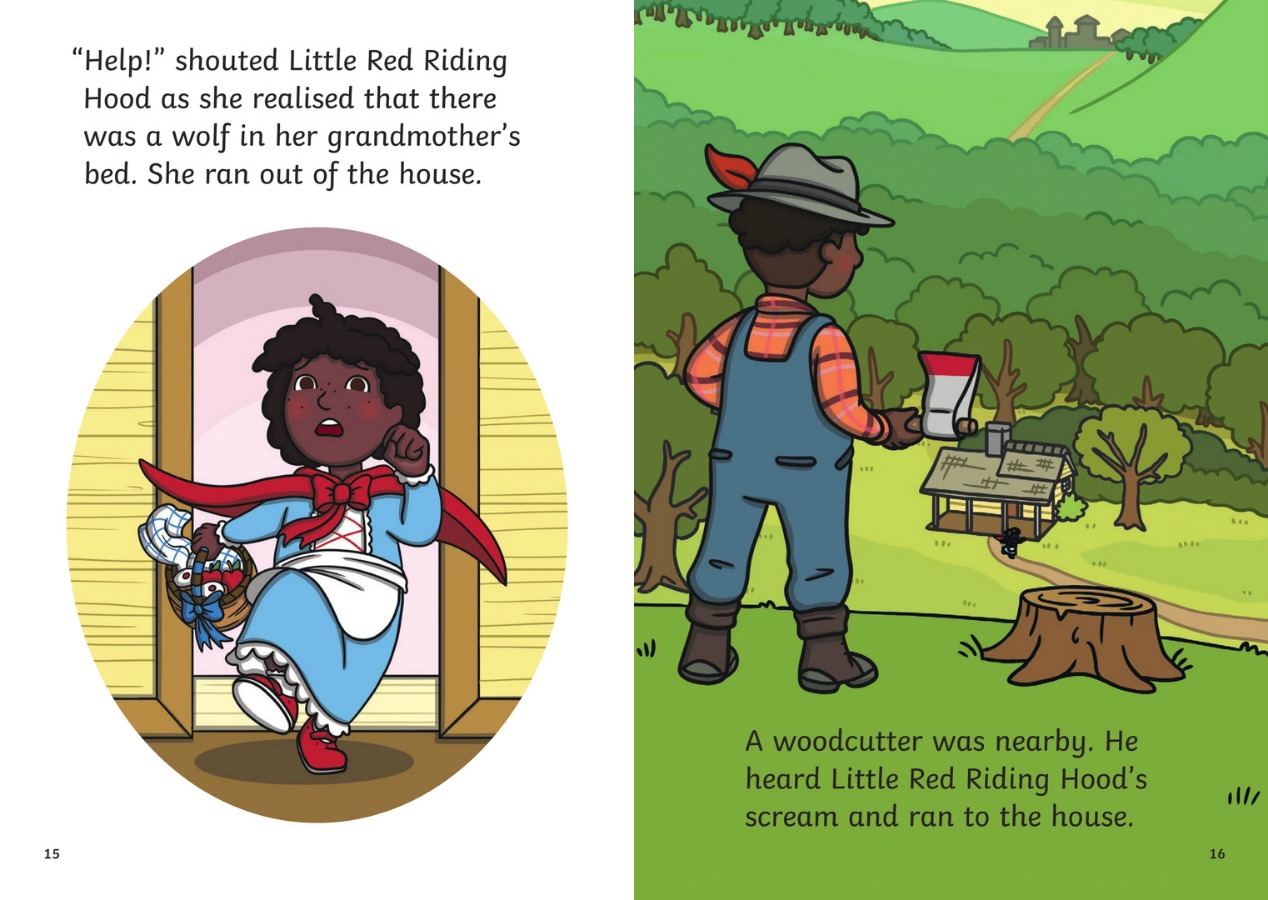 “Help!” shouted Little Red Riding
Hood as she realised that there
was a wolf in her grandmother’s
bed. She ran out of the house.
15
A woodcutter was nearby. He
heard Little Red Riding Hood’s
scream and ran to the house.
16